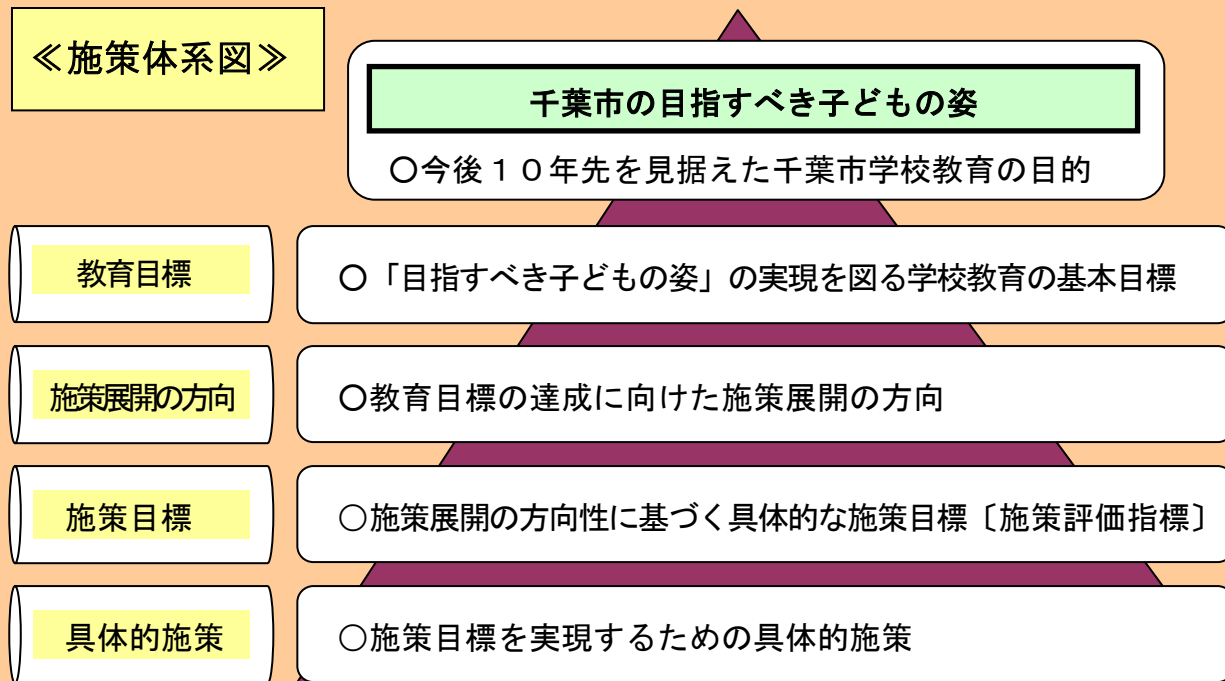 ≪施策体系図≫
千葉市の目指すべき子どもの姿
○今後１０年先を見据えた千葉市学校教育の目的
教育目標
○「目指すべき子どもの姿」の実現を図る学校教育の基本目標
施策展開の方向
○教育目標の達成に向けた施策展開の方向
施策目標
○施策展開の方向性に基づく具体的な施策目標〔施策評価指標〕
具体的施策
○施策目標を実現するための具体的施策